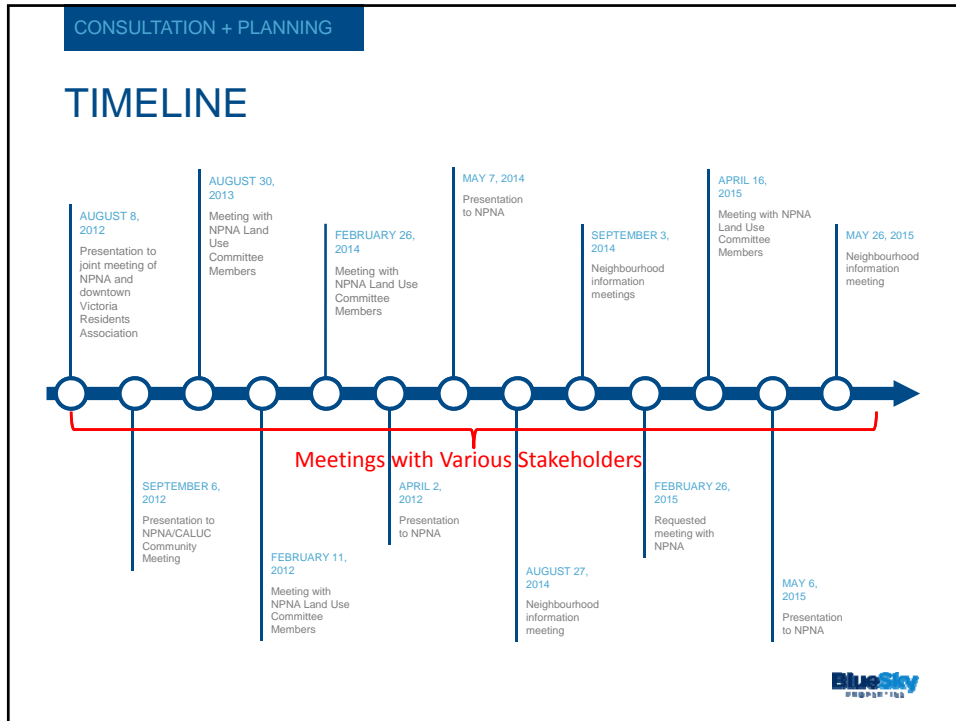 CONSULTATION + PLANNING
TIMELINE
AUGUST 8,
2012
Presentation to
joint meeting of
NPNA and
downtown
Victoria
Residents
Association
AUGUST 30,
2013
Meeting with
NPNA Land
Use
Committee
Members
FEBRUARY 26,
2014
Meeting with
NPNA Land Use
Committee
Members
MAY 7, 2014
Presentation
to NPNA
SEPTEMBER 3,
2014
Neighbourhood
information
meetings
APRIL 16,
2015
Meeting with NPNA
Land Use
Committee
Members
MAY 26, 2015
Neighbourhood
information
meeting
Meetings with Various Stakeholders
SEPTEMBER 6,
2012
Presentation to
NPNA/CALUC
Community
Meeting
FEBRUARY 11,
2012
Meeting with
NPNA Land Use
Committee
Members
APRIL 2,
2012
Presentation
to NPNA
AUGUST 27,
2014
Neighbourhood
information
meeting
FEBRUARY 26,
2015
Requested
meeting with
NPNA
MAY 6,
2015
Presentation
to NPNA
BlueSky
PROPERTIES